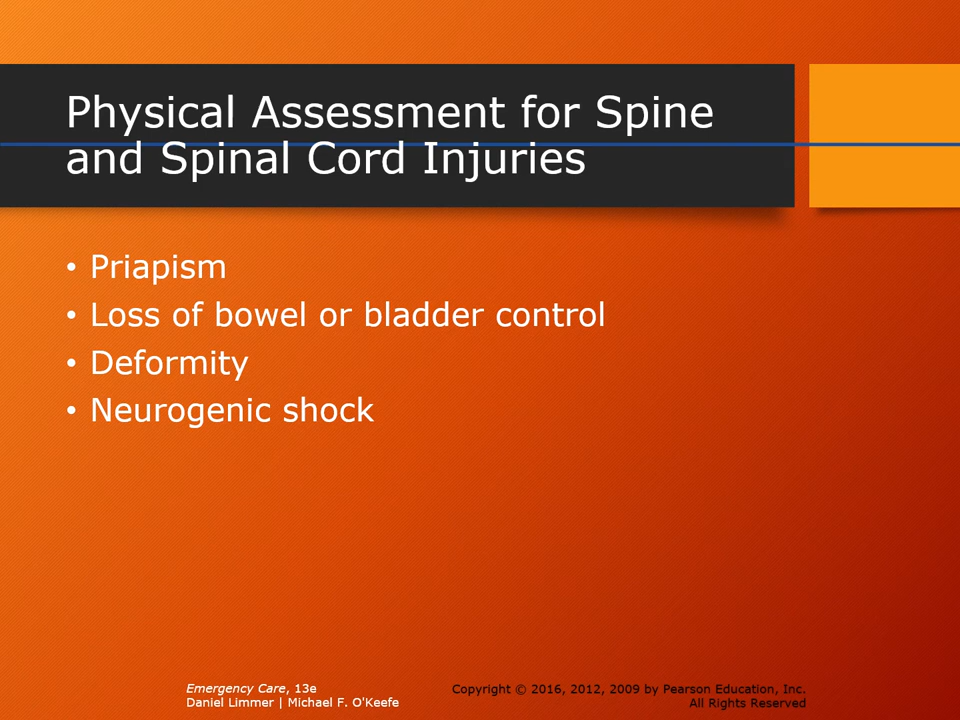 Physical Assessment for Spine
and Spinal Cord Injuries
• Priapism
• Loss of bowel or bladder control
• Deformity
• Neurogenic shock
Emergency Care, 13e
Daniel Limmer | Michael F. O'Keefe
Copyright © 2016, 2012, 2009 by Pearson Education, Inc.
All Rights Reserved